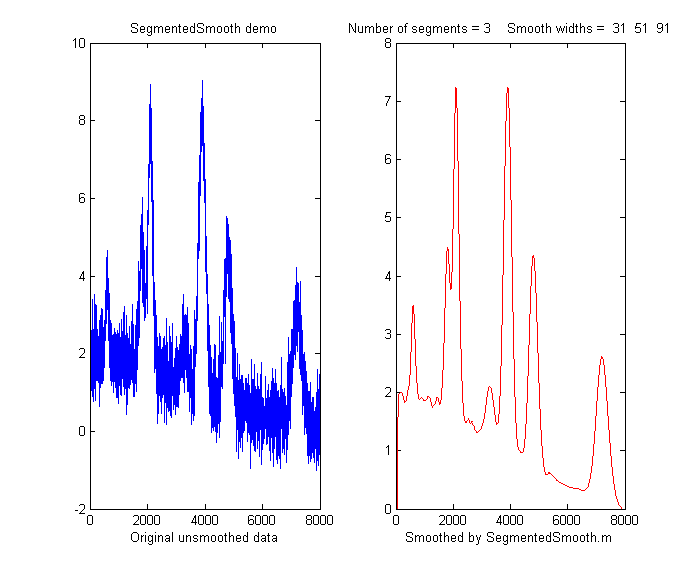 SegmentedSmooth demo
10
8
6
4
2
0
-2
0 2000 4000 6000 8000
Original unsmoothed data
Number of segments = 3 Smooth widths = 31 51 91
8
7
6
5
4
3
2
1
0
0 2000 4000 6000 8000
Smoothed by SegmentedSmooth.m